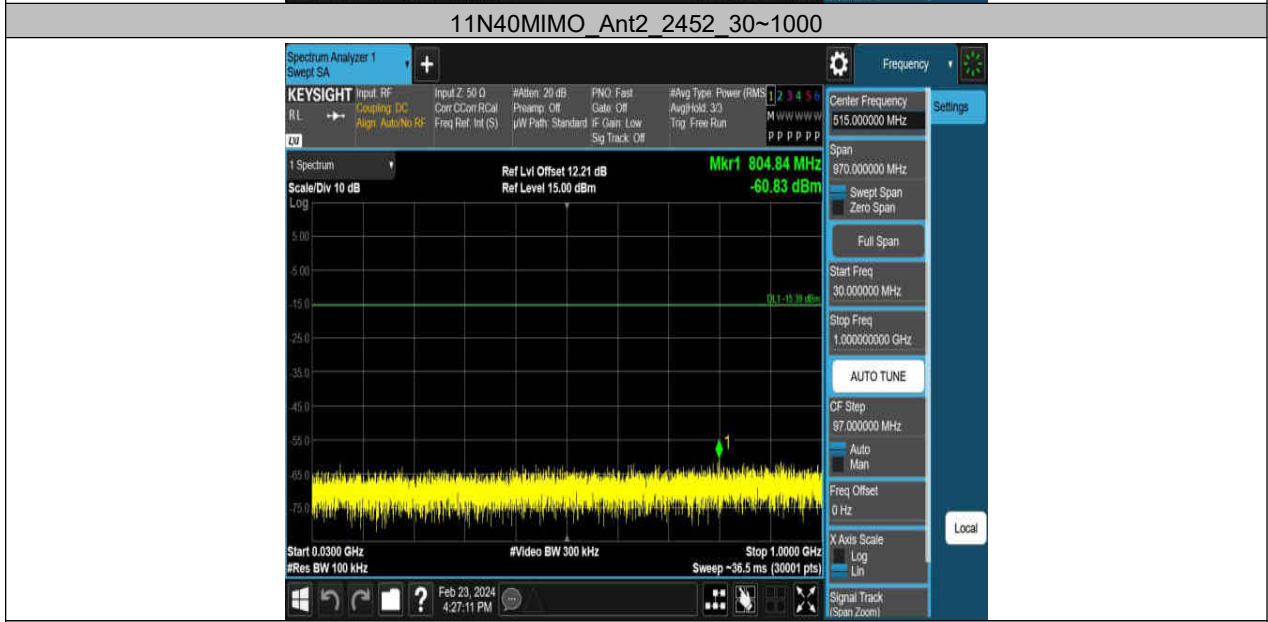 11N40MIMO_Ant2_2452_30~1000
Spectrum Analyzer 1
Swept SA
+
Frequency
KEYSIGHT
RL
LXI
Input: RF
Coupling: DC
Align: Auto/No RF
Input Z: 50 Ω
Corr CCorr RCal
Freq Ref: Int (S)
#Atten: 20 dB
Preamp: Off
µW Path: Standard
PNO: Fast
Gate: Off
IF Gain: Low
Sig Track: Off
#Avg Type: Power (RMS
Avg|Hold: 3/3
Trig: Free Run
1 2 3 4 5 6
M W W W W W
P P P P P P
1 Spectrum
Scale/Div 10 dB
Log
Ref Lvl Offset 12.21 dB
Ref Level 15.00 dBm
Mkr1 804.84 MHz
-60.83 dBm
5.00
-5.00
-15.0
DL1 -15.39 dBm
-25.0
-35.0
-45.0
-55.0
1
-65.0
-75.0
Start 0.0300 GHz
#Res BW 100 kHz
#Video BW 300 kHz
Stop 1.0000 GHz
Sweep ~36.5 ms (30001 pts)
Feb 23, 2024
4:27:11 PM
?
Center Frequency
515.000000 MHz
Settings
Span
970.000000 MHz
Swept Span
Zero Span
Full Span
Start Freq
30.000000 MHz
Stop Freq
1.000000000 GHz
AUTO TUNE
CF Step
97.000000 MHz
Auto
Man
Freq Offset
0 Hz
Local
X Axis Scale
Log
Lin
Signal Track
(Span Zoom)